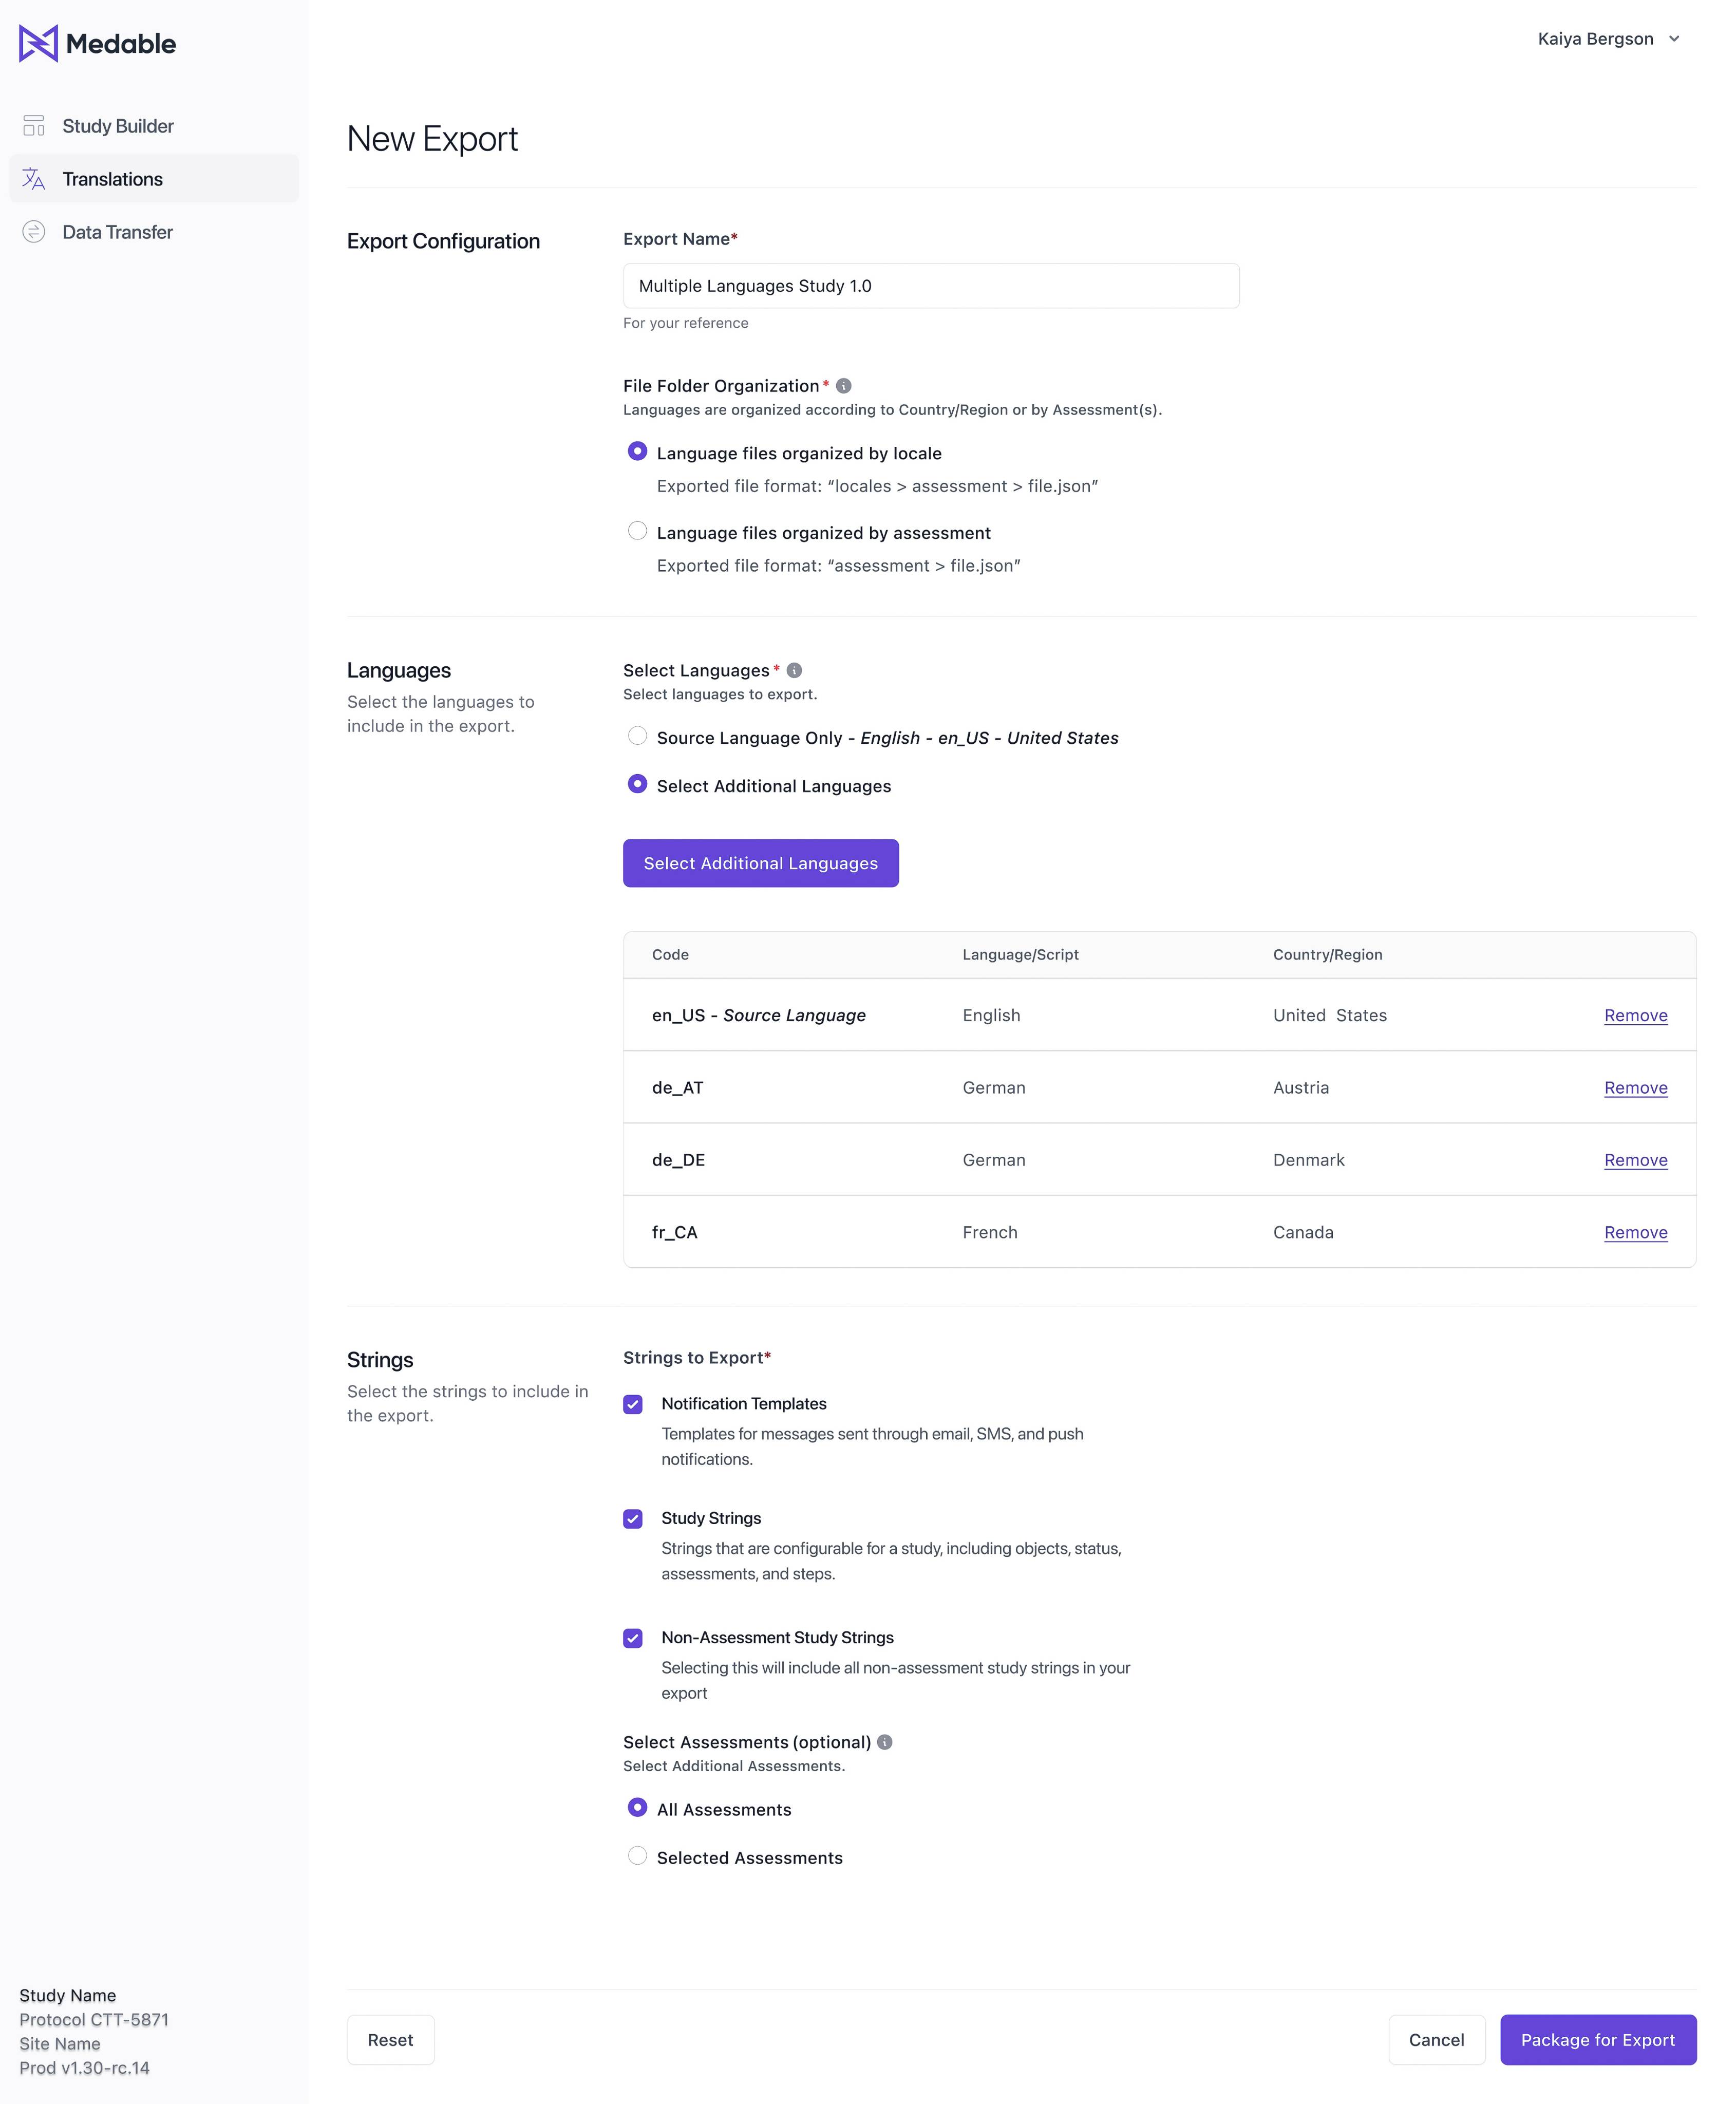 Medable
Kaiya Bergson
Study Builder
Translations
Data Transfer
New Export
Export Configuration
Export Name*
Multiple Languages Study 1.0
For your reference
File Folder Organization*
Languages are organized according to Country/Region or by Assessment(s).
Language files organized by locale
Exported file format: “locales > assessment > file.json”
Language files organized by assessment
Exported file format: “assessment > file.json”
Languages
Select the languages to
include in the export.
Select Languages*
Select languages to export.
Source Language Only - English - en_US - United States
Select Additional Languages
Select Additional Languages
Code Language/Script Country/Region
en_US - Source Language English United States Remove
de_AT German Austria Remove
de_DE German Denmark Remove
fr_CA French Canada Remove
Strings
Select the strings to include in
the export.
Strings to Export*
Notification Templates
Templates for messages sent through email, SMS, and push
notifications.
Study Strings
Strings that are configurable for a study, including objects, status,
assessments, and steps.
Non-Assessment Study Strings
Selecting this will include all non-assessment study strings in your
export
Select Assessments (optional)
Select Additional Assessments.
All Assessments
Selected Assessments
Study Name
Protocol CTT-5871
Site Name
Prod v1.30-rc.14
Reset
Cancel
Package for Export